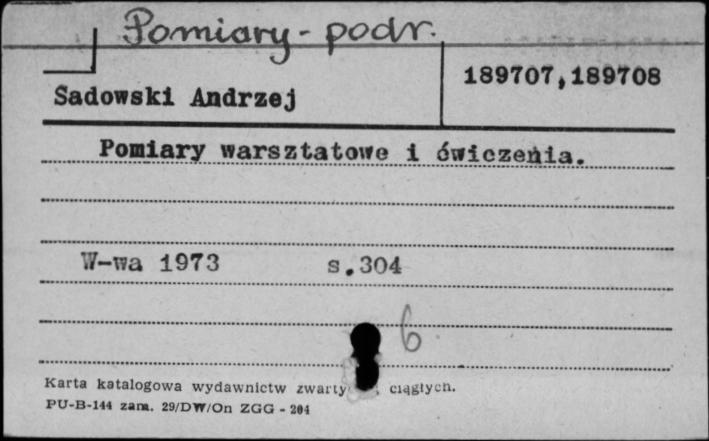 Pomiary - podr.
189707,189708
Sadowski Andrzej
Pomiary warsztatowe i ćwiczenia.
W-wa 1973 s.304
6
Karta katalogowa wydawnictw zwarty , ciągłych.
PU-B-144 zam. 29/DW/On ZGG - 204